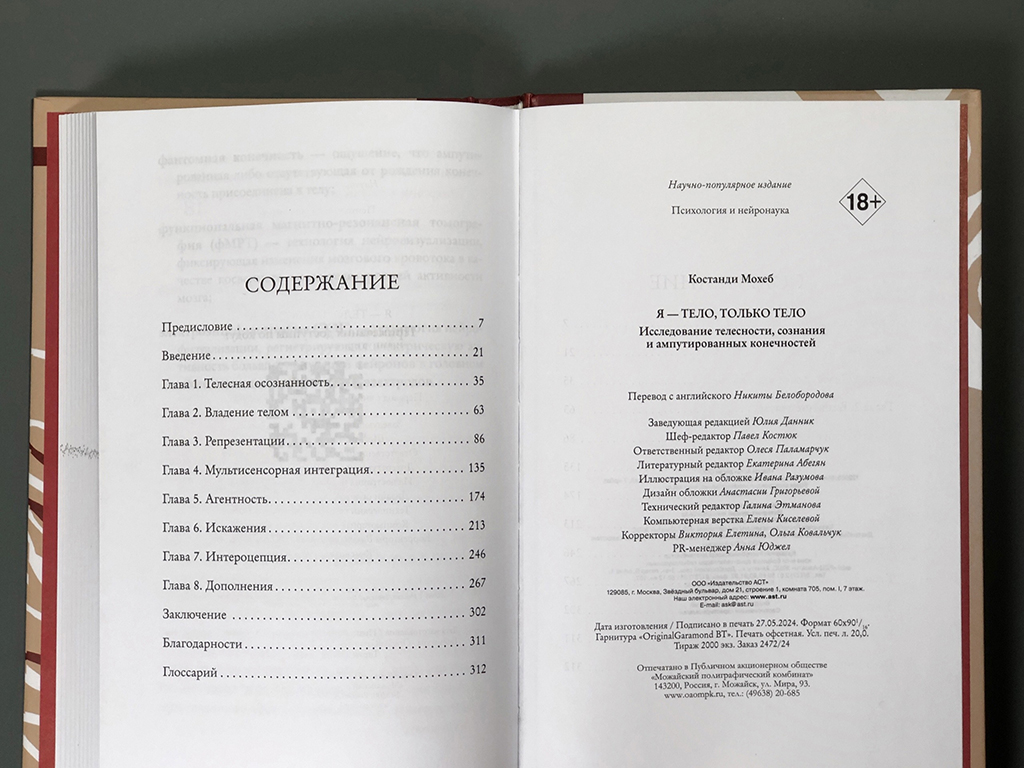 СОДЕРЖАНИЕ
Предисловие . . . . . . . . . . . . . . . . . . . . . . . . . . . . . . . . . . 7
Введение . . . . . . . . . . . . . . . . . . . . . . . . . . . . . . . . . . . . 21
Глава 1. Телесная осознанность . . . . . . . . . . . . . . . . . . . . 35
Глава 2. Владение телом . . . . . . . . . . . . . . . . . . . . . . . . . . 63
Глава 3. Репрезентации . . . . . . . . . . . . . . . . . . . . . . . . . . . 86
Глава 4. Мультисенсорная интеграция . . . . . . . . . . . . . . 135
Глава 5. Агентность . . . . . . . . . . . . . . . . . . . . . . . . . . . . . 174
Глава 6. Искажения . . . . . . . . . . . . . . . . . . . . . . . . . . . . . 213
Глава 7. Интероцепция . . . . . . . . . . . . . . . . . . . . . . . . . . 246
Глава 8. Дополнения . . . . . . . . . . . . . . . . . . . . . . . . . . . . 267
Заключение . . . . . . . . . . . . . . . . . . . . . . . . . . . . . . . . . . 302
Благодарности . . . . . . . . . . . . . . . . . . . . . . . . . . . . . . . . 311
Глоссарий . . . . . . . . . . . . . . . . . . . . . . . . . . . . . . . . . . . 312
Научно-популярное издание
18+
Психология и нейронаука
Костанди Мохеб
Я — ТЕЛО, ТОЛЬКО ТЕЛО
Исследование телесности, сознания
и ампутированных конечностей
Перевод с английского Никиты Белобородова
Заведующая редакцией Юлия Данник
Шеф-редактор Павел Костюк
Ответственный редактор Олеся Паламарчук
Литературный редактор Екатерина Абегян
Иллюстрация на обложке Ивана Разумова
Дизайн обложки Анастасии Григорьевой
Технический редактор Галина Этманова
Компьютерная верстка Елены Киселевой
Корректоры Виктория Елетина, Ольга Ковальчук
PR-менеджер Анна Юджел
ООО «Издательство АСТ»
129085, г. Москва, Звёздный бульвар, дом 21, строение 1, комната 705, пом. I, 7 этаж.
Наш электронный адрес: www.ast.ru
E-mail: ask@ast.ru
Дата изготовления / Подписано в печать 27.05.2024. Формат 60х90¹/₁₆.
Гарнитура «OriginalGaramond BT». Печать офсетная. Усл. печ. л. 20,0.
Тираж 2000 экз. Заказ 2472/24
Отпечатано в Публичном акционерном обществе
«Можайский полиграфический комбинат»
143200, Россия, г. Можайск, ул. Мира, 93.
www.oaompk.ru, тел.: (49638) 20-685